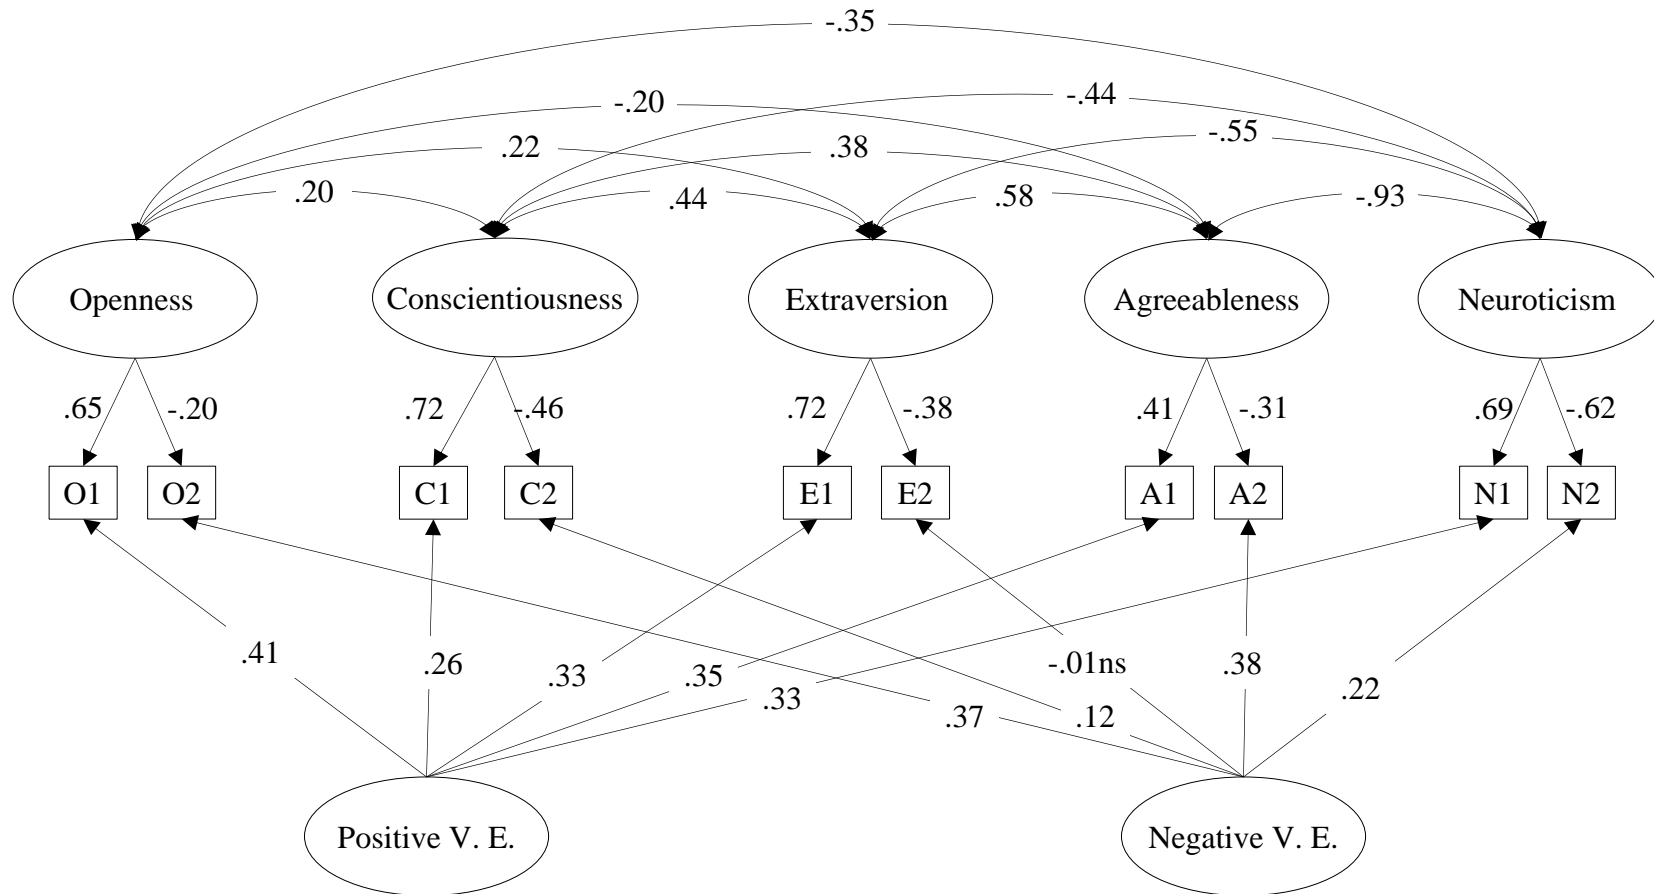 -.35
-.20
-.44
-.55
.22
.38
.20
.44
.58
-.93
Openness
Conscientiousness
Extraversion
Agreeableness
Neuroticism
.65
-.20
.72
-.46
.72
-.38
.41
-.31
.69
-.62
O1
O2
C1
C2
E1
E2
A1
A2
N1
N2
.41
.26
.33
.35
.33
.37
.12
-.01ns
.38
.22
Positive V. E.
Negative V. E.